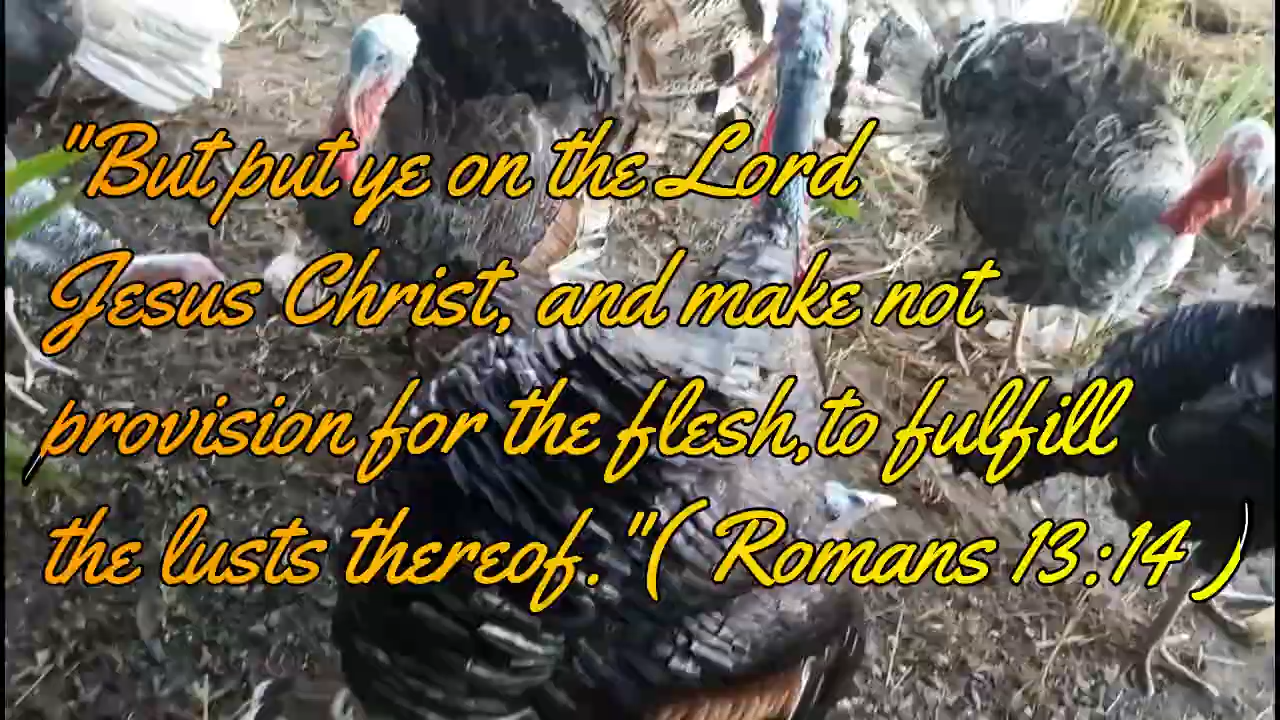 "But put ye on the Lord
Jesus Christ, and make not
provision for the flesh,to fulfill
the lusts thereof."( Romans 13:14 )